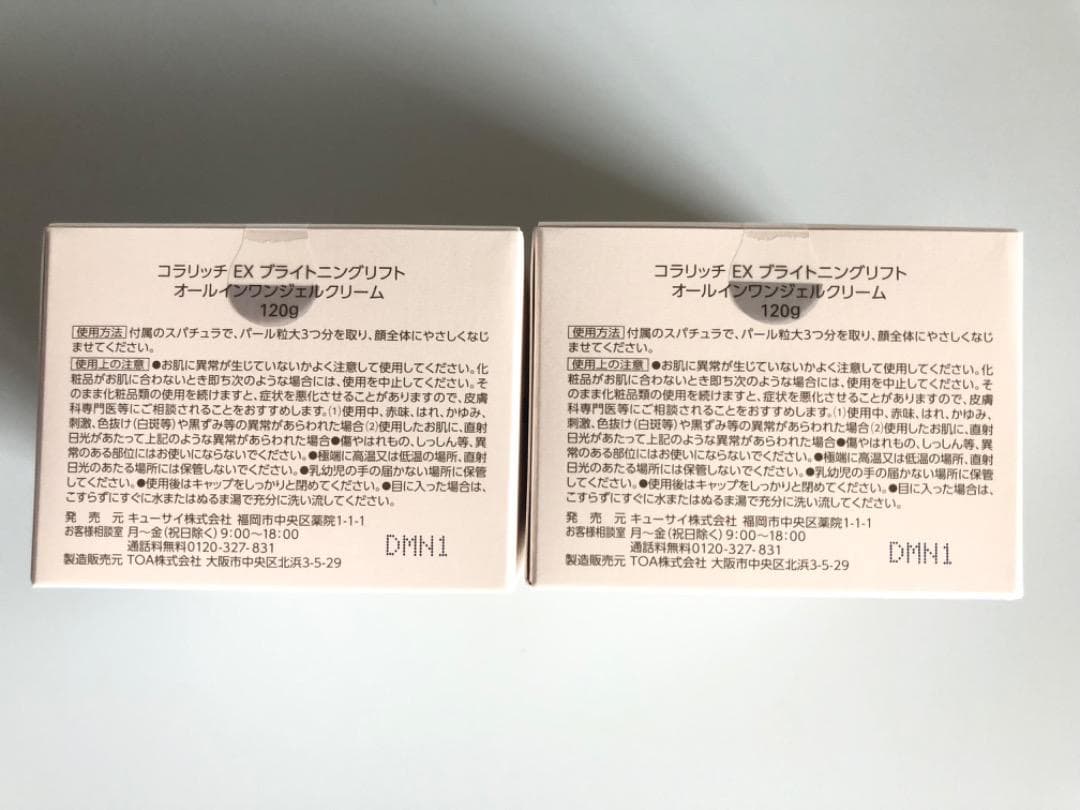 コラリッチ EX ブライトニングリフト
オールインワンジェルクリーム
120g
使用方法 付属のスパチュラで、パール粒大3つ分を取り、顔全体にやさしくなじ
ませてください。
使用上の注意 ●お肌に異常が生じていないかよく注意して使用してください。化
粧品がお肌に合わないとき即ち次のような場合には、使用を中止してください。そ
のまま化粧品類の使用を続けますと、症状を悪化させることがありますので、皮膚
科専門医等にご相談されることをおすすめします。(1)使用中、赤味、はれ、かゆみ、
刺激、色抜け(白斑等)や黒ずみ等の異常があらわれた場合(2)使用したお肌に、直射
日光があたって上記のような異常があらわれた場合●傷やはれもの、しっしん等、異
常のある部位にはお使いにならないでください。●極端に高温又は低温の場所、直射
日光のあたる場所には保管しないでください。●乳幼児の手の届かない場所に保管
してください。●使用後はキャップをしっかりと閉めてください。●目に入った場合は、
こすらずにすぐに水またはぬるま湯で充分に洗い流してください。
発売元 キューサイ株式会社 福岡市中央区薬院1-1-1
お客様相談室 月〜金(祝日除く) 9:00〜18:00
通話料無料0120-327-831
製造販売元 TOA株式会社 大阪市中央区北浜3-5-29
DMN1
コラリッチ EX ブライトニングリフト
オールインワンジェルクリーム
120g
使用方法 付属のスパチュラで、パール粒大3つ分を取り、顔全体にやさしくなじ
ませてください。
使用上の注意 ●お肌に異常が生じていないかよく注意して使用してください。化
粧品がお肌に合わないとき即ち次のような場合には、使用を中止してください。そ
のまま化粧品類の使用を続けますと、症状を悪化させることがありますので、皮膚
科専門医等にご相談されることをおすすめします。(1)使用中、赤味、はれ、かゆみ、
刺激、色抜け(白斑等)や黒ずみ等の異常があらわれた場合(2)使用したお肌に、直射
日光があたって上記のような異常があらわれた場合●傷やはれもの、しっしん等、異
常のある部位にはお使いにならないでください。●極端に高温又は低温の場所、直射
日光のあたる場所には保管しないでください。●乳幼児の手の届かない場所に保管
してください。●使用後はキャップをしっかりと閉めてください。●目に入った場合は、
こすらずにすぐに水またはぬるま湯で充分に洗い流してください。
発売元 キューサイ株式会社 福岡市中央区薬院1-1-1
お客様相談室 月〜金(祝日除く) 9:00〜18:00
通話料無料0120-327-831
製造販売元 TOA株式会社 大阪市中央区北浜3-5-29
DMN1